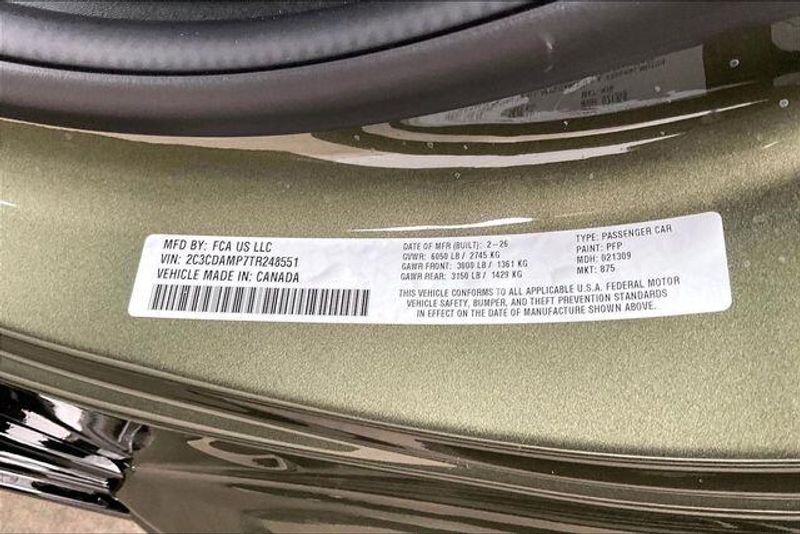 MFD BY: FCA US LLC
VIN: 2C3CDAMP7TR248551
VEHICLE MADE IN: CANADA
DATE OF MFR (BUILT): 2-26
GVWR: 6050 LB / 2745 KG
GAWR FRONT: 3000 LB / 1361 KG
GAWR REAR: 3150 LB / 1429 KG
TYPE: PASSENGER CAR
PAINT: PFP
MDH: 021309
MKT: 875
THIS VEHICLE CONFORMS TO ALL APPLICABLE U.S.A. FEDERAL MOTOR
VEHICLE SAFETY, BUMPER, AND THEFT PREVENTION STANDARDS
IN EFFECT ON THE DATE OF MANUFACTURE SHOWN ABOVE.